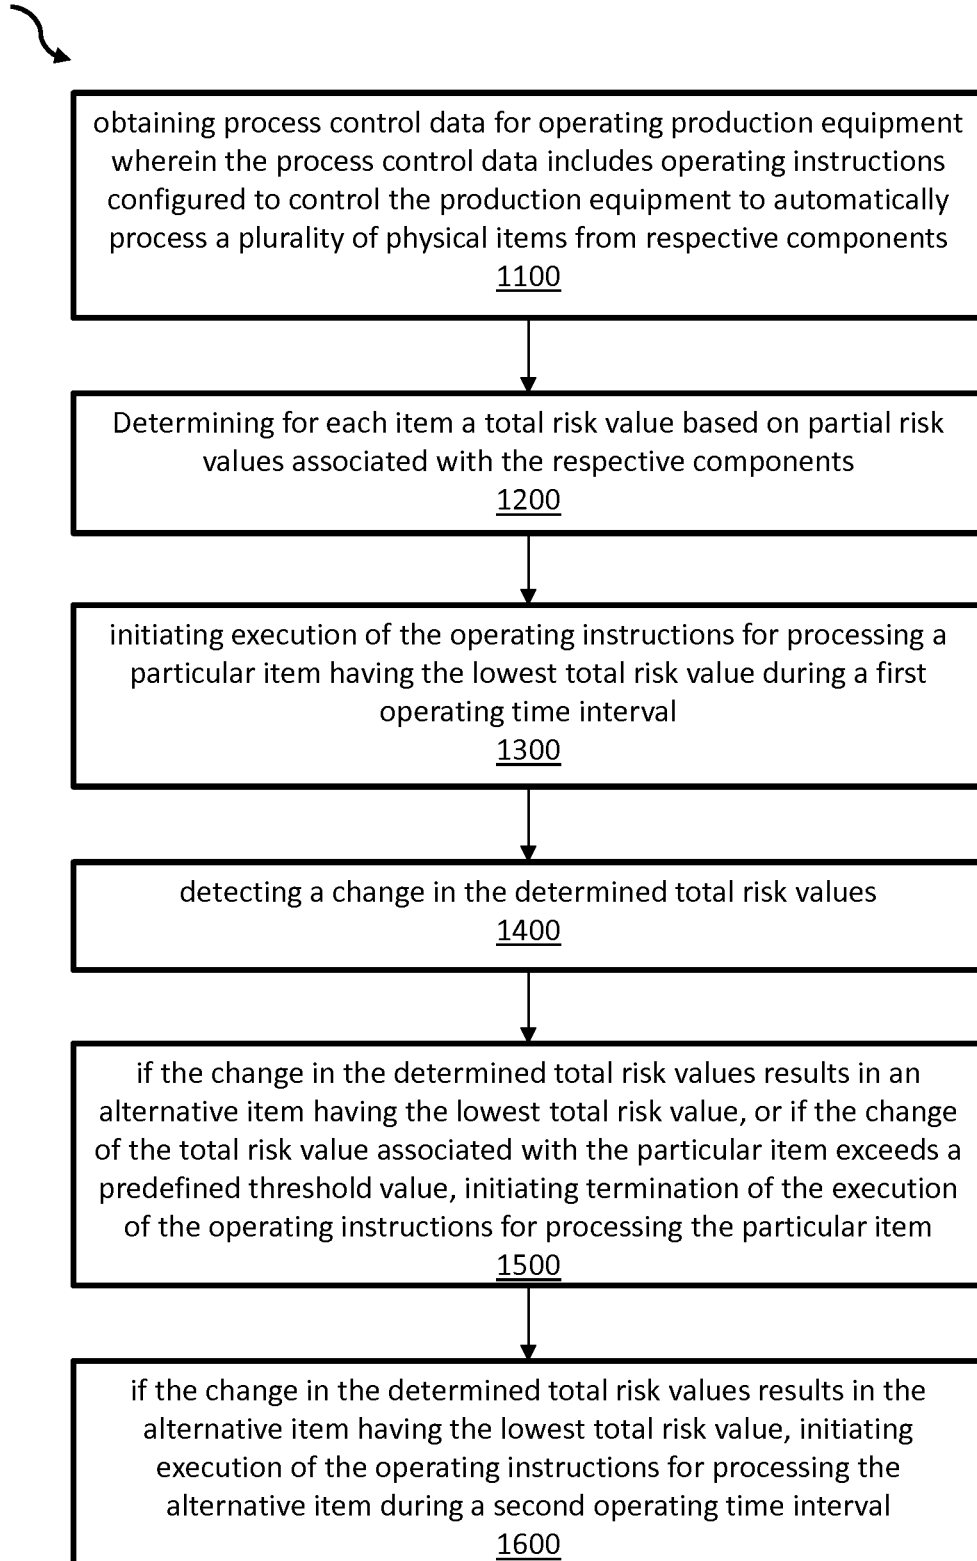 obtaining process control data for operating production equipment
wherein the process control data includes operating instructions
configured to control the production equipment to automatically
process a plurality of physical items from respective components
1100
Determining for each item a total risk value based on partial risk
values associated with the respective components
1200
initiating execution of the operating instructions for processing a
particular item having the lowest total risk value during a first
operating time interval
1300
detecting a change in the determined total risk values
1400
if the change in the determined total risk values results in an
alternative item having the lowest total risk value, or if the change
of the total risk value associated with the particular item exceeds a
predefined threshold value, initiating termination of the execution
of the operating instructions for processing the particular item
1500
if the change in the determined total risk values results in the
alternative item having the lowest total risk value, initiating
execution of the operating instructions for processing the
alternative item during a second operating time interval
1600